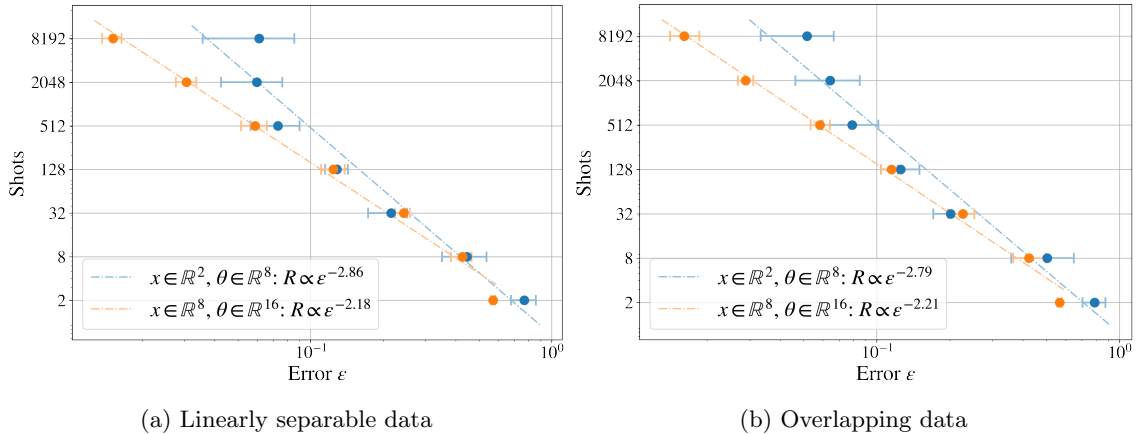 8192
2048
512
128
32
8
2
Shots
x ∈ ℝ², θ ∈ ℝ⁸: R ∝ ε^−2.86
x ∈ ℝ⁸, θ ∈ ℝ¹⁶: R ∝ ε^−2.18
10⁻¹
10⁰
Error ε
(a) Linearly separable data
8192
2048
512
128
32
8
2
Shots
x ∈ ℝ², θ ∈ ℝ⁸: R ∝ ε^−2.79
x ∈ ℝ⁸, θ ∈ ℝ¹⁶: R ∝ ε^−2.21
10⁻¹
10⁰
Error ε
(b) Overlapping data